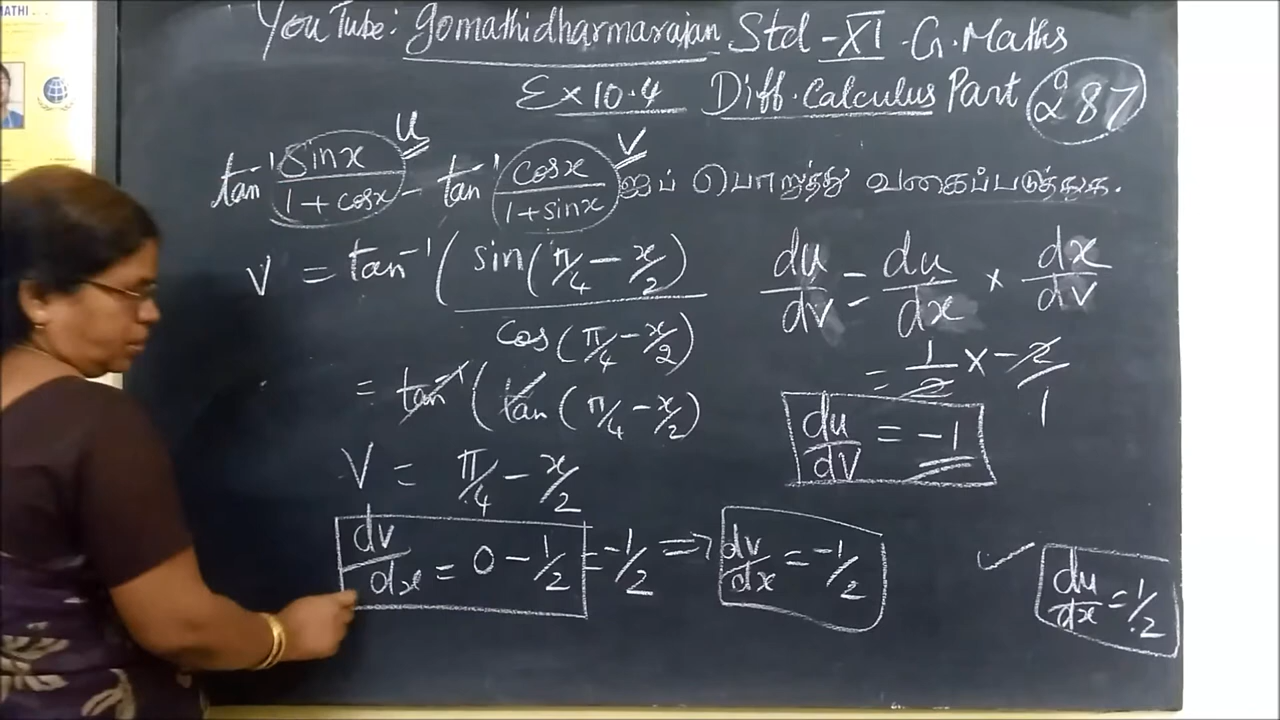 MATHI .
YouTube: gomathidharmarajan Std - XI - G. Maths
Ex 10.4 Diff. Calculus Part 287
u V
tan⁻¹ sinx/1+cosx - tan⁻¹ cosx/1+sinx ஐப் பொறுத்து வகைப்படுத்துக.
V = tan⁻¹ ( sin(π/4 - x/2) / cos(π/4 - x/2)
= tan⁻¹ ( tan (π/4 - x/2)
V = π/4 - x/2
dv/dx = 0 - 1/2 = -1/2 ⇒ dv/dx = -1/2
du/dv = du/dx × dx/dv
= 1/2 × -2/1
du/dv = -1
✓ du/dx = 1/2